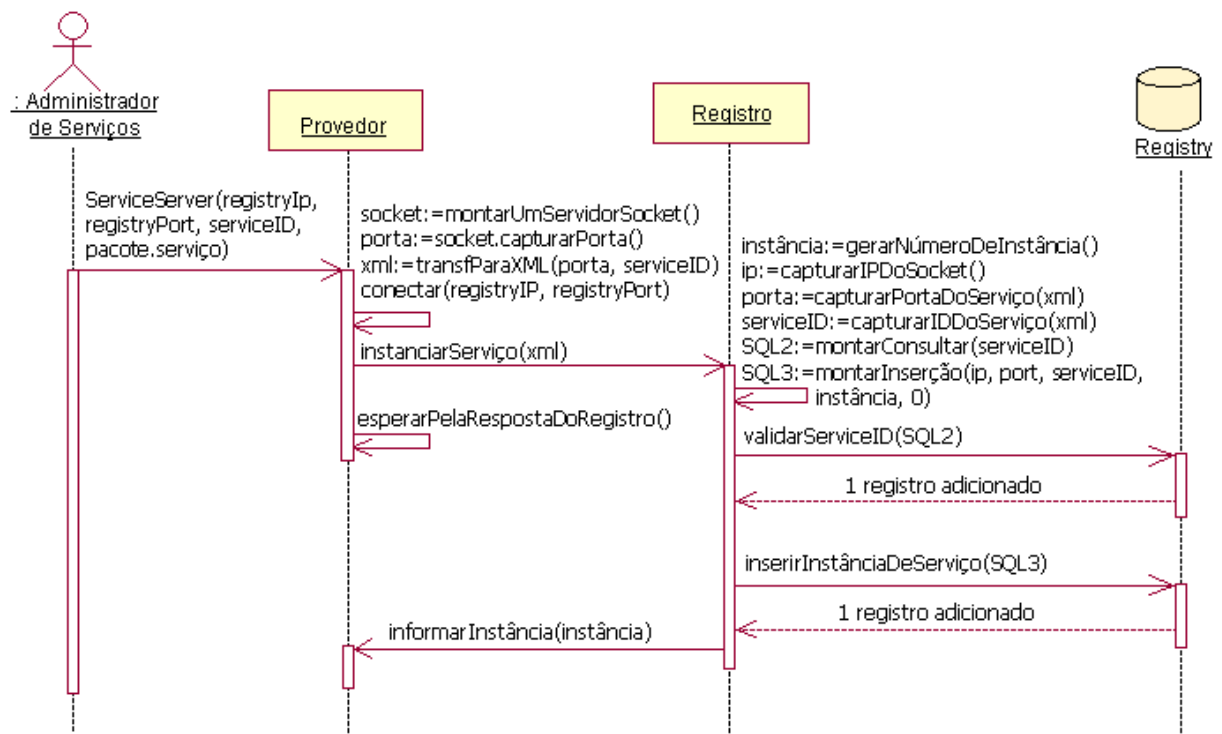 : Administrador
de Serviços
Provedor
Registro
Registry
ServiceServer(registryIp,
registryPort, serviceID,
pacote.serviço)
socket:=montarUmServidorSocket()
porta:=socket.capturarPorta()
xml:=transfParaXML(porta, serviceID)
conectar(registryIP, registryPort)
instanciarServiço(xml)
esperarPelaRespostaDoRegistro()
instância:=gerarNúmeroDeInstância()
ip:=capturarIPDoSocket()
porta:=capturarPortaDoServiço(xml)
serviceID:=capturarIDDoServiço(xml)
SQL2:=montarConsultar(serviceID)
SQL3:=montarInserção(ip, port, serviceID,
instância, 0)
validarServiceID(SQL2)
1 registro adicionado
inserirInstânciaDeServiço(SQL3)
1 registro adicionado
informarInstância(instância)